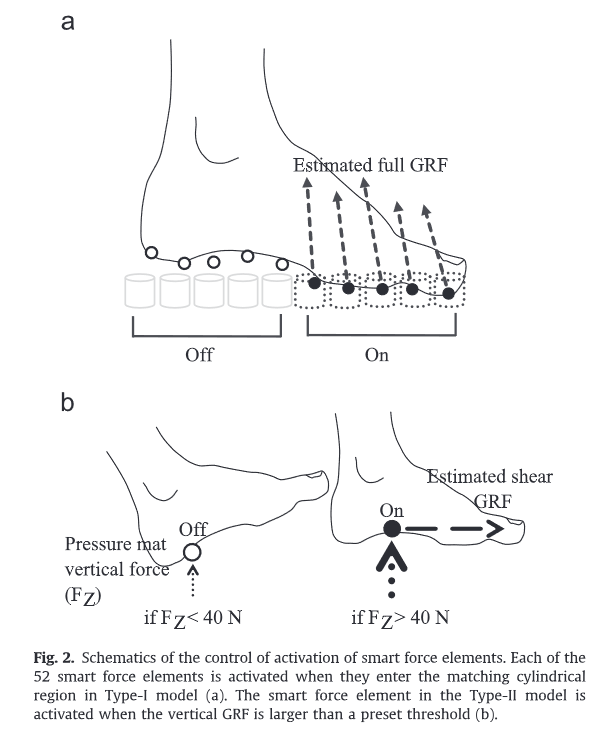 a
Estimated full GRF
Off
On
b
Estimated shear
GRF
On
Off
Pressure mat
vertical force
(FZ)
if FZ< 40 N
if FZ> 40 N
Fig. 2. Schematics of the control of activation of smart force elements. Each of the
52 smart force elements is activated when they enter the matching cylindrical
region in Type-I model (a). The smart force element in the Type-II model is
activated when the vertical GRF is larger than a preset threshold (b).